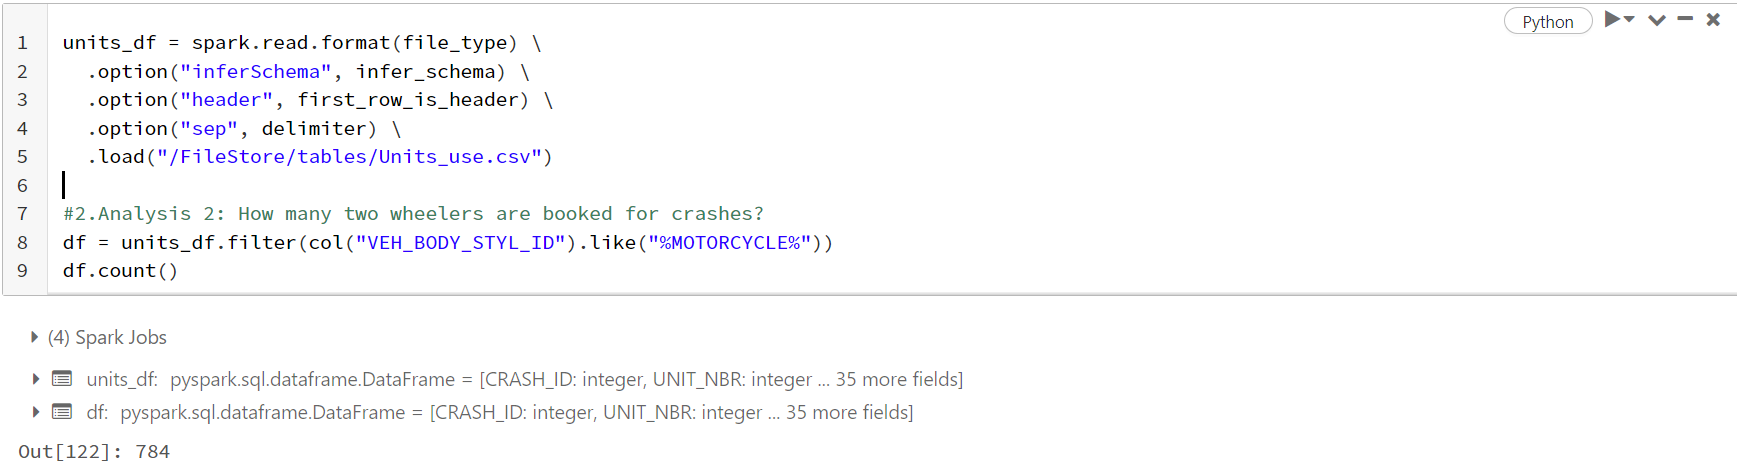 Python
1 units_df = spark.read.format(file_type) \
2 .option("inferSchema", infer_schema) \
3 .option("header", first_row_is_header) \
4 .option("sep", delimiter) \
5 .load("/FileStore/tables/Units_use.csv")
6
7 #2.Analysis 2: How many two wheelers are booked for crashes?
8 df = units_df.filter(col("VEH_BODY_STYL_ID").like("%MOTORCYCLE%"))
9 df.count()
(4) Spark Jobs
units_df: pyspark.sql.dataframe.DataFrame = [CRASH_ID: integer, UNIT_NBR: integer ... 35 more fields]
df: pyspark.sql.dataframe.DataFrame = [CRASH_ID: integer, UNIT_NBR: integer ... 35 more fields]
Out[122]: 784